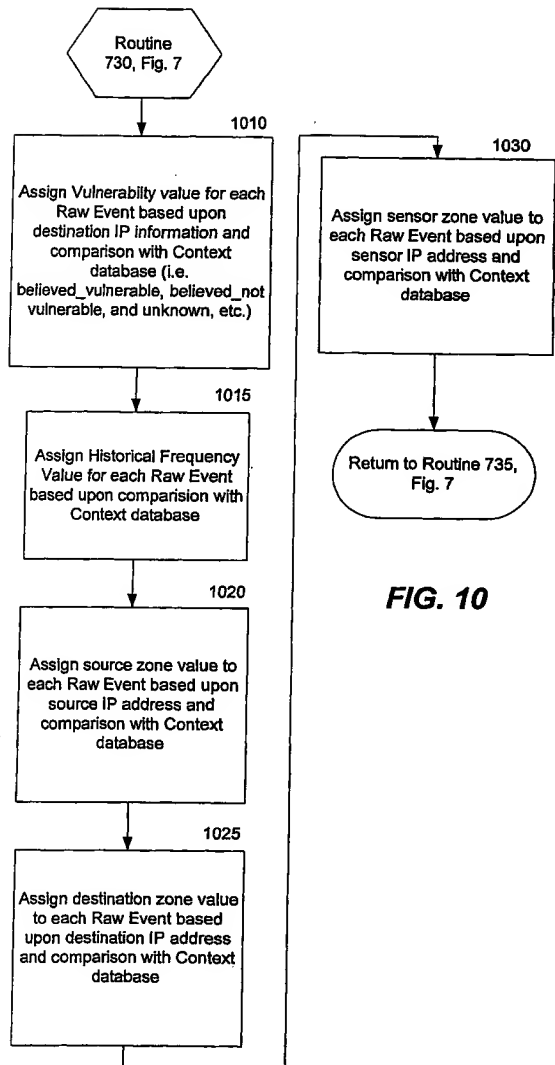 Routine
730, Fig. 7
1010
Assign Vulnerabilty value for each
Raw Event based upon
destination IP information and
comparison with Context
database (i.e.
believed_vulnerable, believed_not
vulnerable, and unknown, etc.)
1015
Assign Historical Frequency
Value for each Raw Event
based upon comparision with
Context database
1020
Assign source zone value to
each Raw Event based upon
source IP address and
comparison with Context
database
1025
Assign destination zone value
to each Raw Event based
upon destination IP address
and comparison with Context
database
1030
Assign sensor zone value to
each Raw Event based upon
sensor IP address and
comparison with Context
database
Return to Routine 735,
Fig. 7
FIG. 10